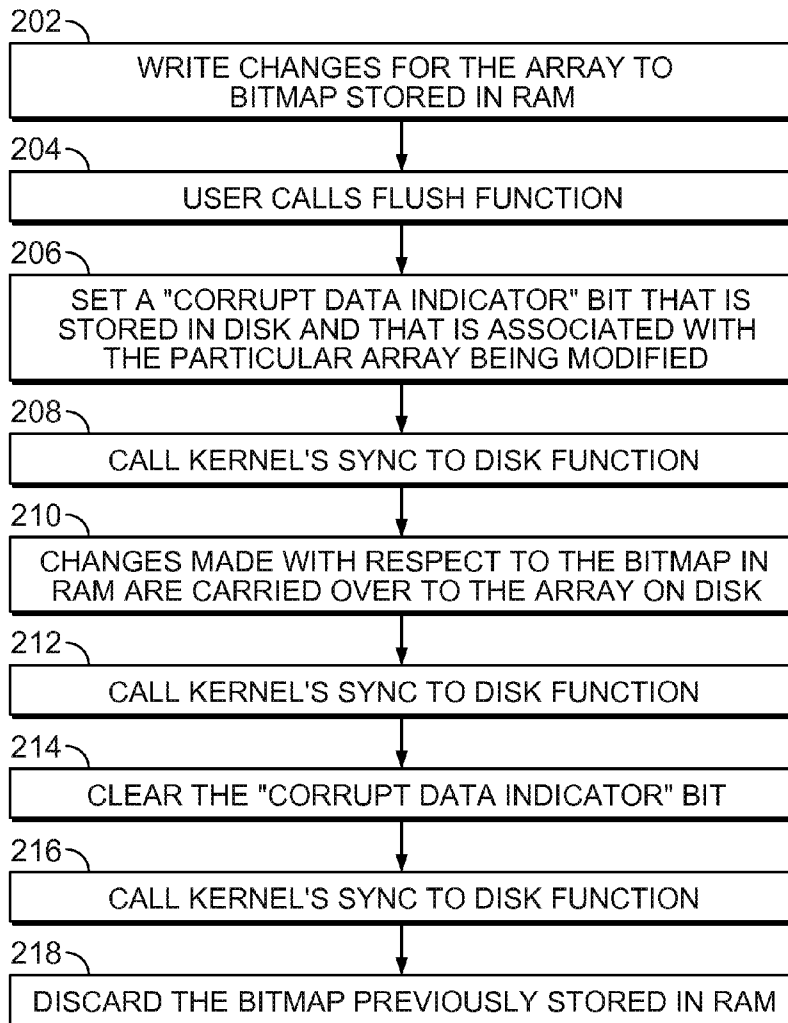 202
WRITE CHANGES FOR THE ARRAY TO
BITMAP STORED IN RAM
204
USER CALLS FLUSH FUNCTION
206
SET A "CORRUPT DATA INDICATOR" BIT THAT IS
STORED IN DISK AND THAT IS ASSOCIATED WITH
THE PARTICULAR ARRAY BEING MODIFIED
208
CALL KERNEL'S SYNC TO DISK FUNCTION
210
CHANGES MADE WITH RESPECT TO THE BITMAP IN
RAM ARE CARRIED OVER TO THE ARRAY ON DISK
212
CALL KERNEL'S SYNC TO DISK FUNCTION
214
CLEAR THE "CORRUPT DATA INDICATOR" BIT
216
CALL KERNEL'S SYNC TO DISK FUNCTION
218
DISCARD THE BITMAP PREVIOUSLY STORED IN RAM